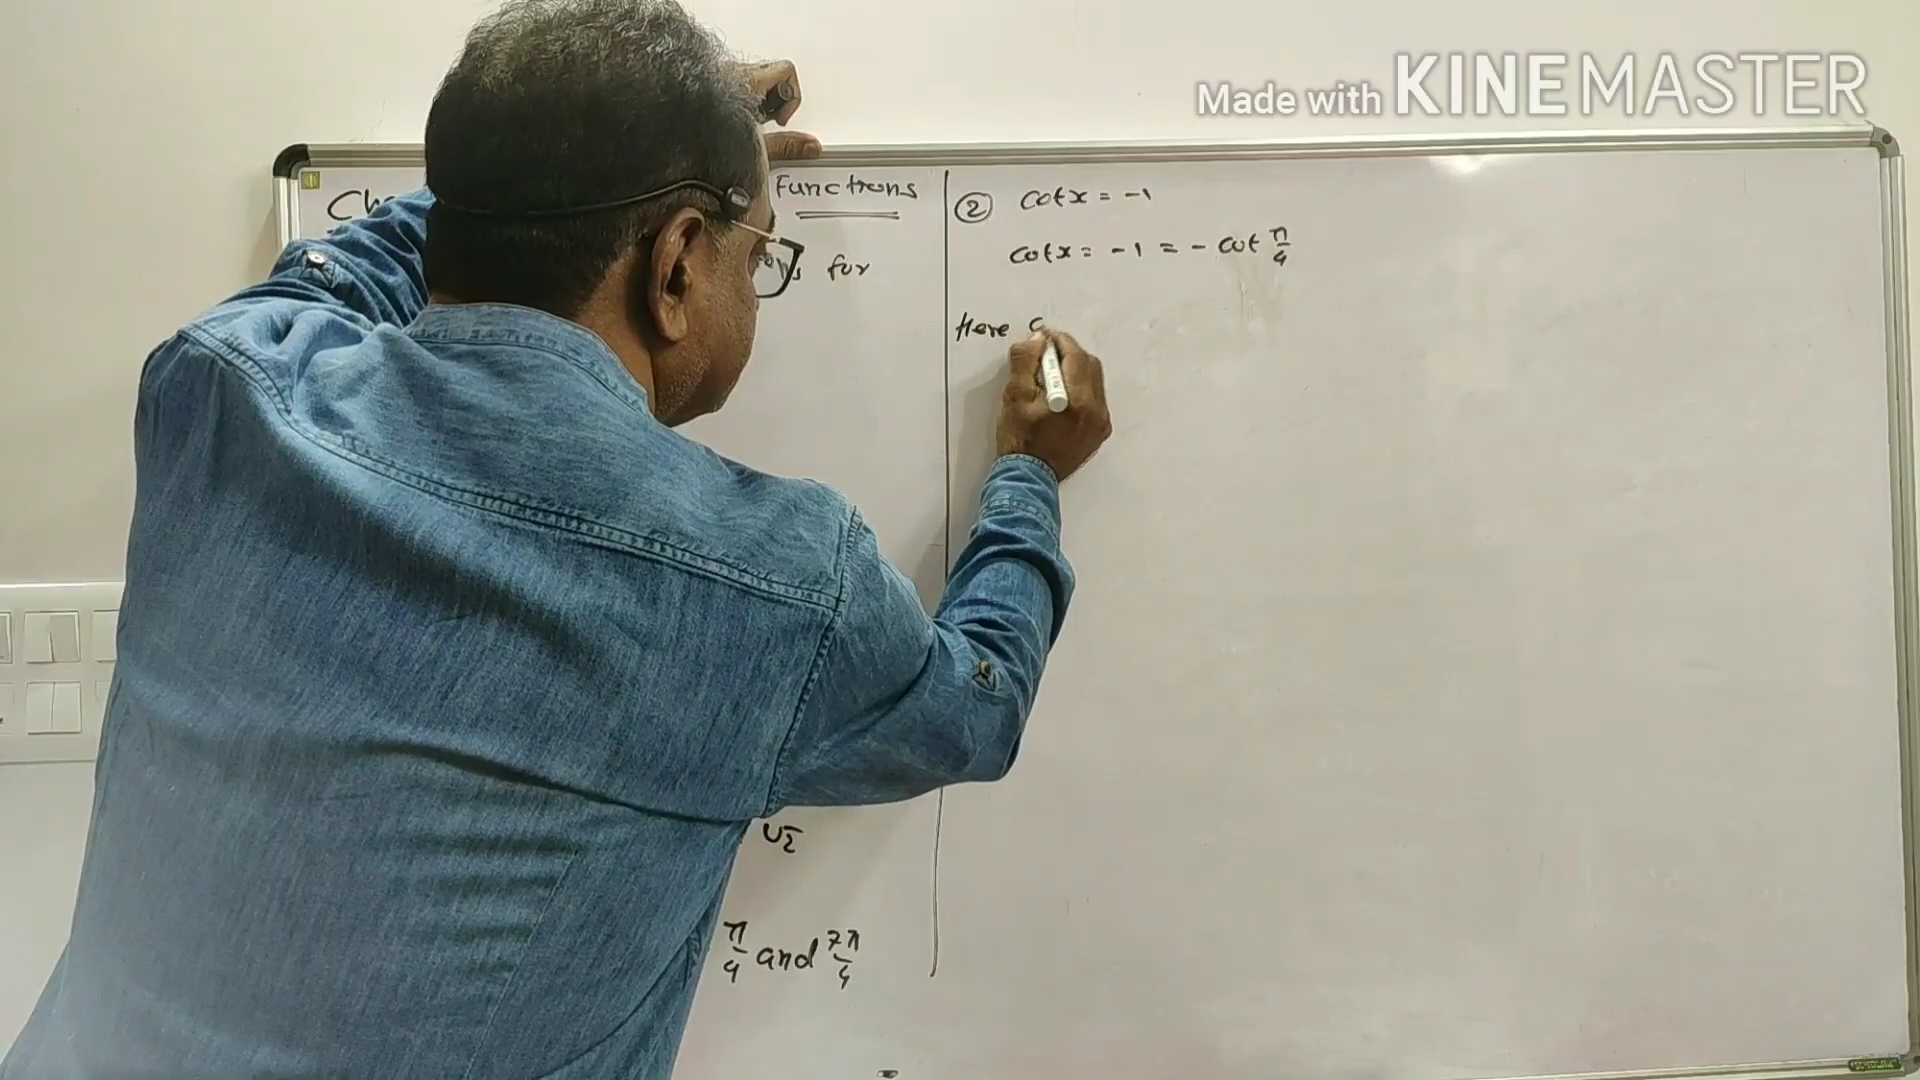 Made with KINEMASTER
Functions
for
π/4 and 7π/4
② cotx = -1
cotx = -1 = - cot π/4
Here